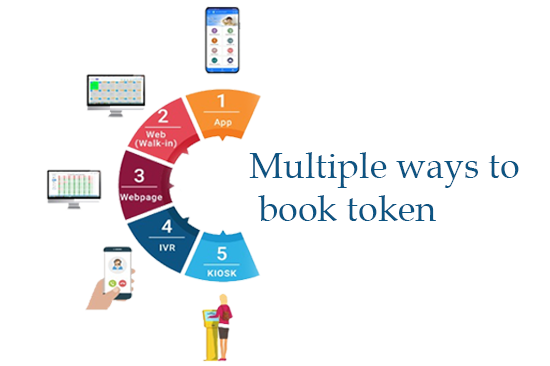 1
App
2
Web
(Walk-in)
3
Webpage
4
IVR
5
KIOSK
Multiple ways to
book token